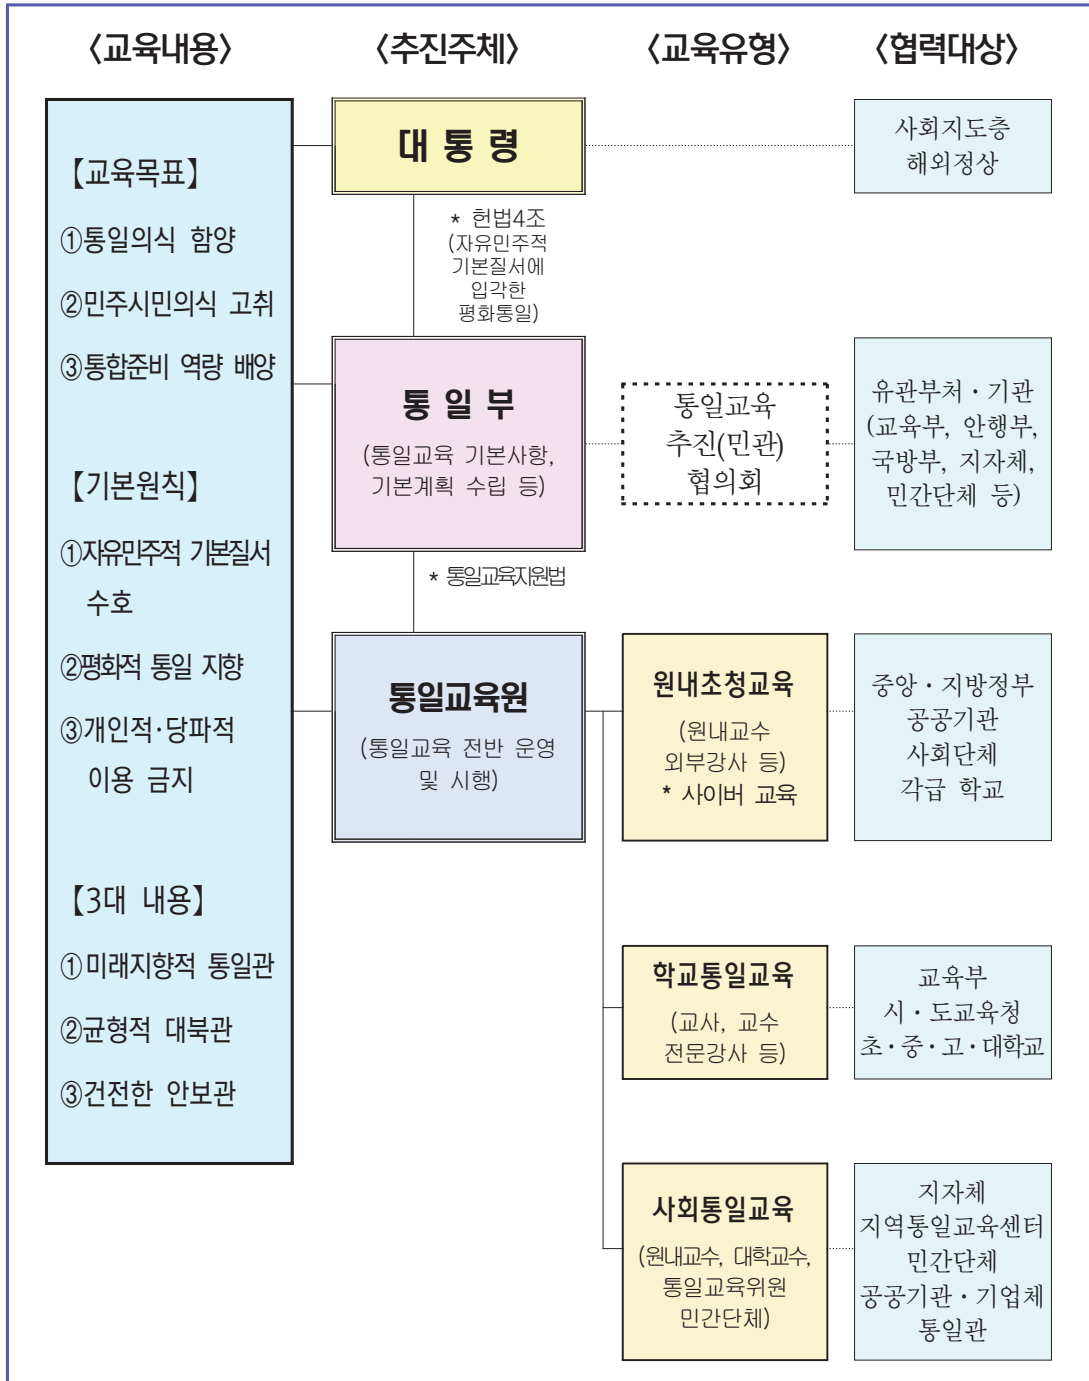 〈교육내용〉 〈추진주체〉 〈교육유형〉 〈협력대상〉
【교육목표】
①통일의식 함양
②민주시민의식 고취
③통합준비 역량 배양
【기본원칙】
①자유민주적 기본질서
수호
②평화적 통일 지향
③개인적·당파적
이용 금지
【3대 내용】
①미래지향적 통일관
②균형적 대북관
③건전한 안보관
대 통 령
* 헌법4조
(자유민주적
기본질서에
입각한
평화통일)
통 일 부
(통일교육 기본사항,
기본계획 수립 등)
* 통일교육지원법
통일교육원
(통일교육 전반 운영
및 시행)
통일교육
추진(민관)
협의회
원내초청교육
(원내교수
외부강사 등)
* 사이버 교육
학교통일교육
(교사, 교수
전문강사 등)
사회통일교육
(원내교수, 대학교수,
통일교육위원
민간단체)
사회지도층
해외정상
유관부처·기관
(교육부, 안행부,
국방부, 지자체,
민간단체 등)
중앙·지방정부
공공기관
사회단체
각급 학교
교육부
시·도교육청
초·중·고·대학교
지자체
지역통일교육센터
민간단체
공공기관·기업체
통일관